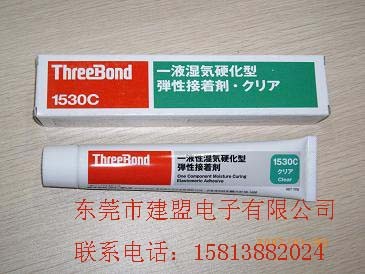 ThreeBond
1530C
一液湿気硬化型
弾性接着剤・クリア
ThreeBond
一液性湿気硬化型
弾性接着剤
One Component Moisture Curing
Elastomeric Adhesive
1530C
クリア
Clear
东莞市建盟电子有限公司
联系电话：15813882024